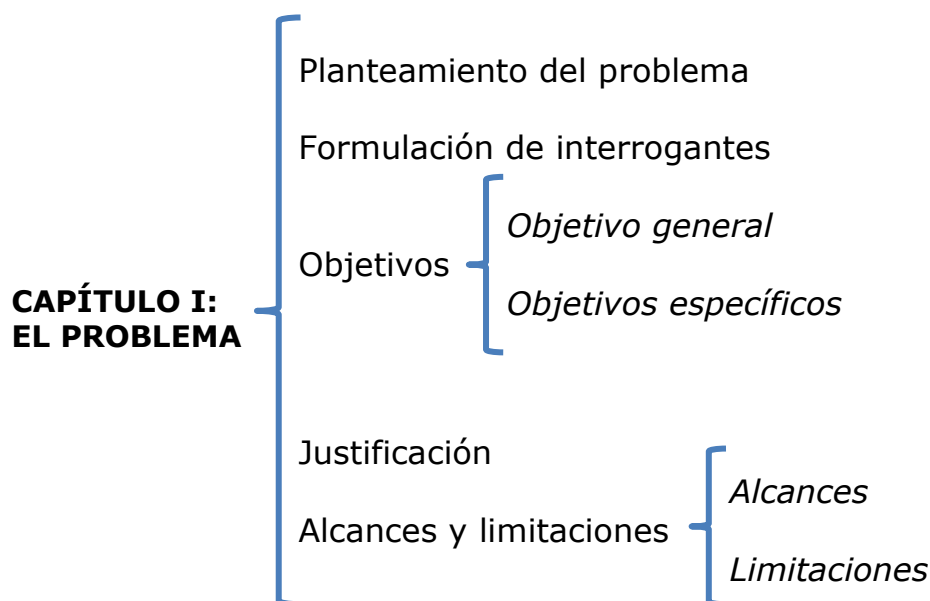 CAPÍTULO I:
EL PROBLEMA
Planteamiento del problema
Formulación de interrogantes
Objetivos
Objetivo general
Objetivos específicos
Justificación
Alcances y limitaciones
Alcances
Limitaciones